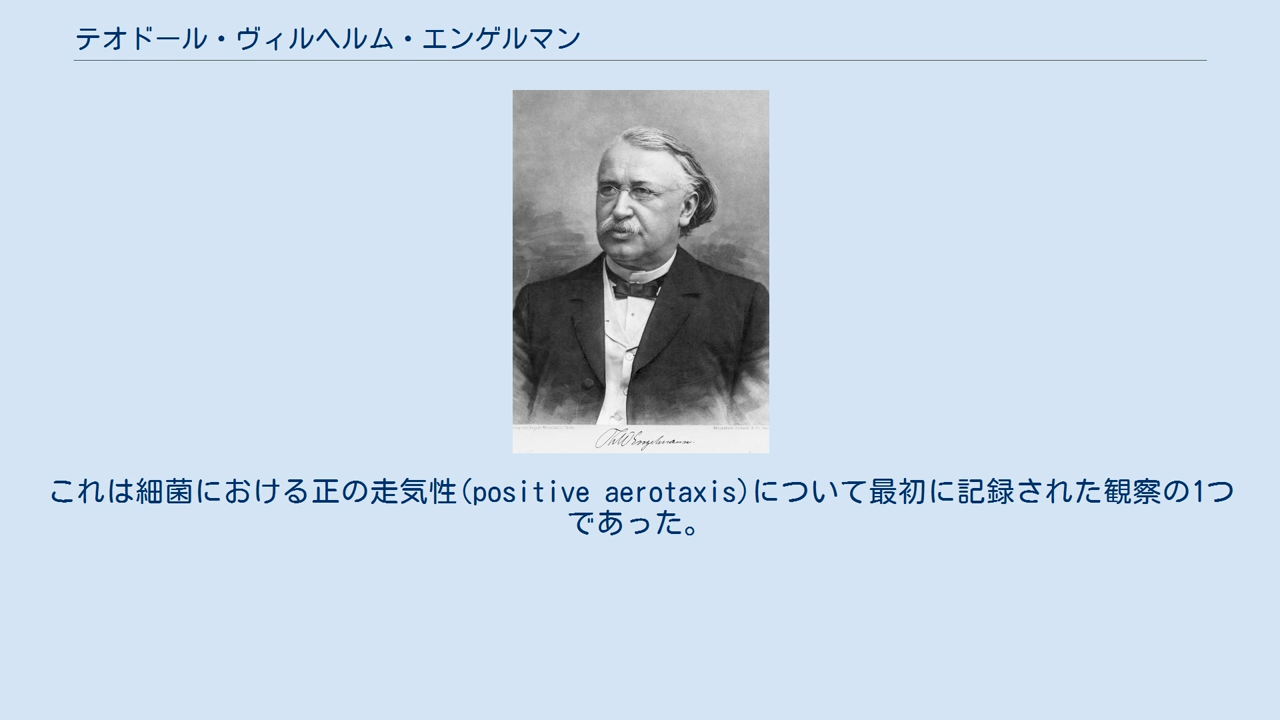 テオドール・ヴィルヘルム・エンゲルマン
Th W Engelmann
これは細菌における正の走気性(positive aerotaxis)について最初に記録された観察の1つ
であった。